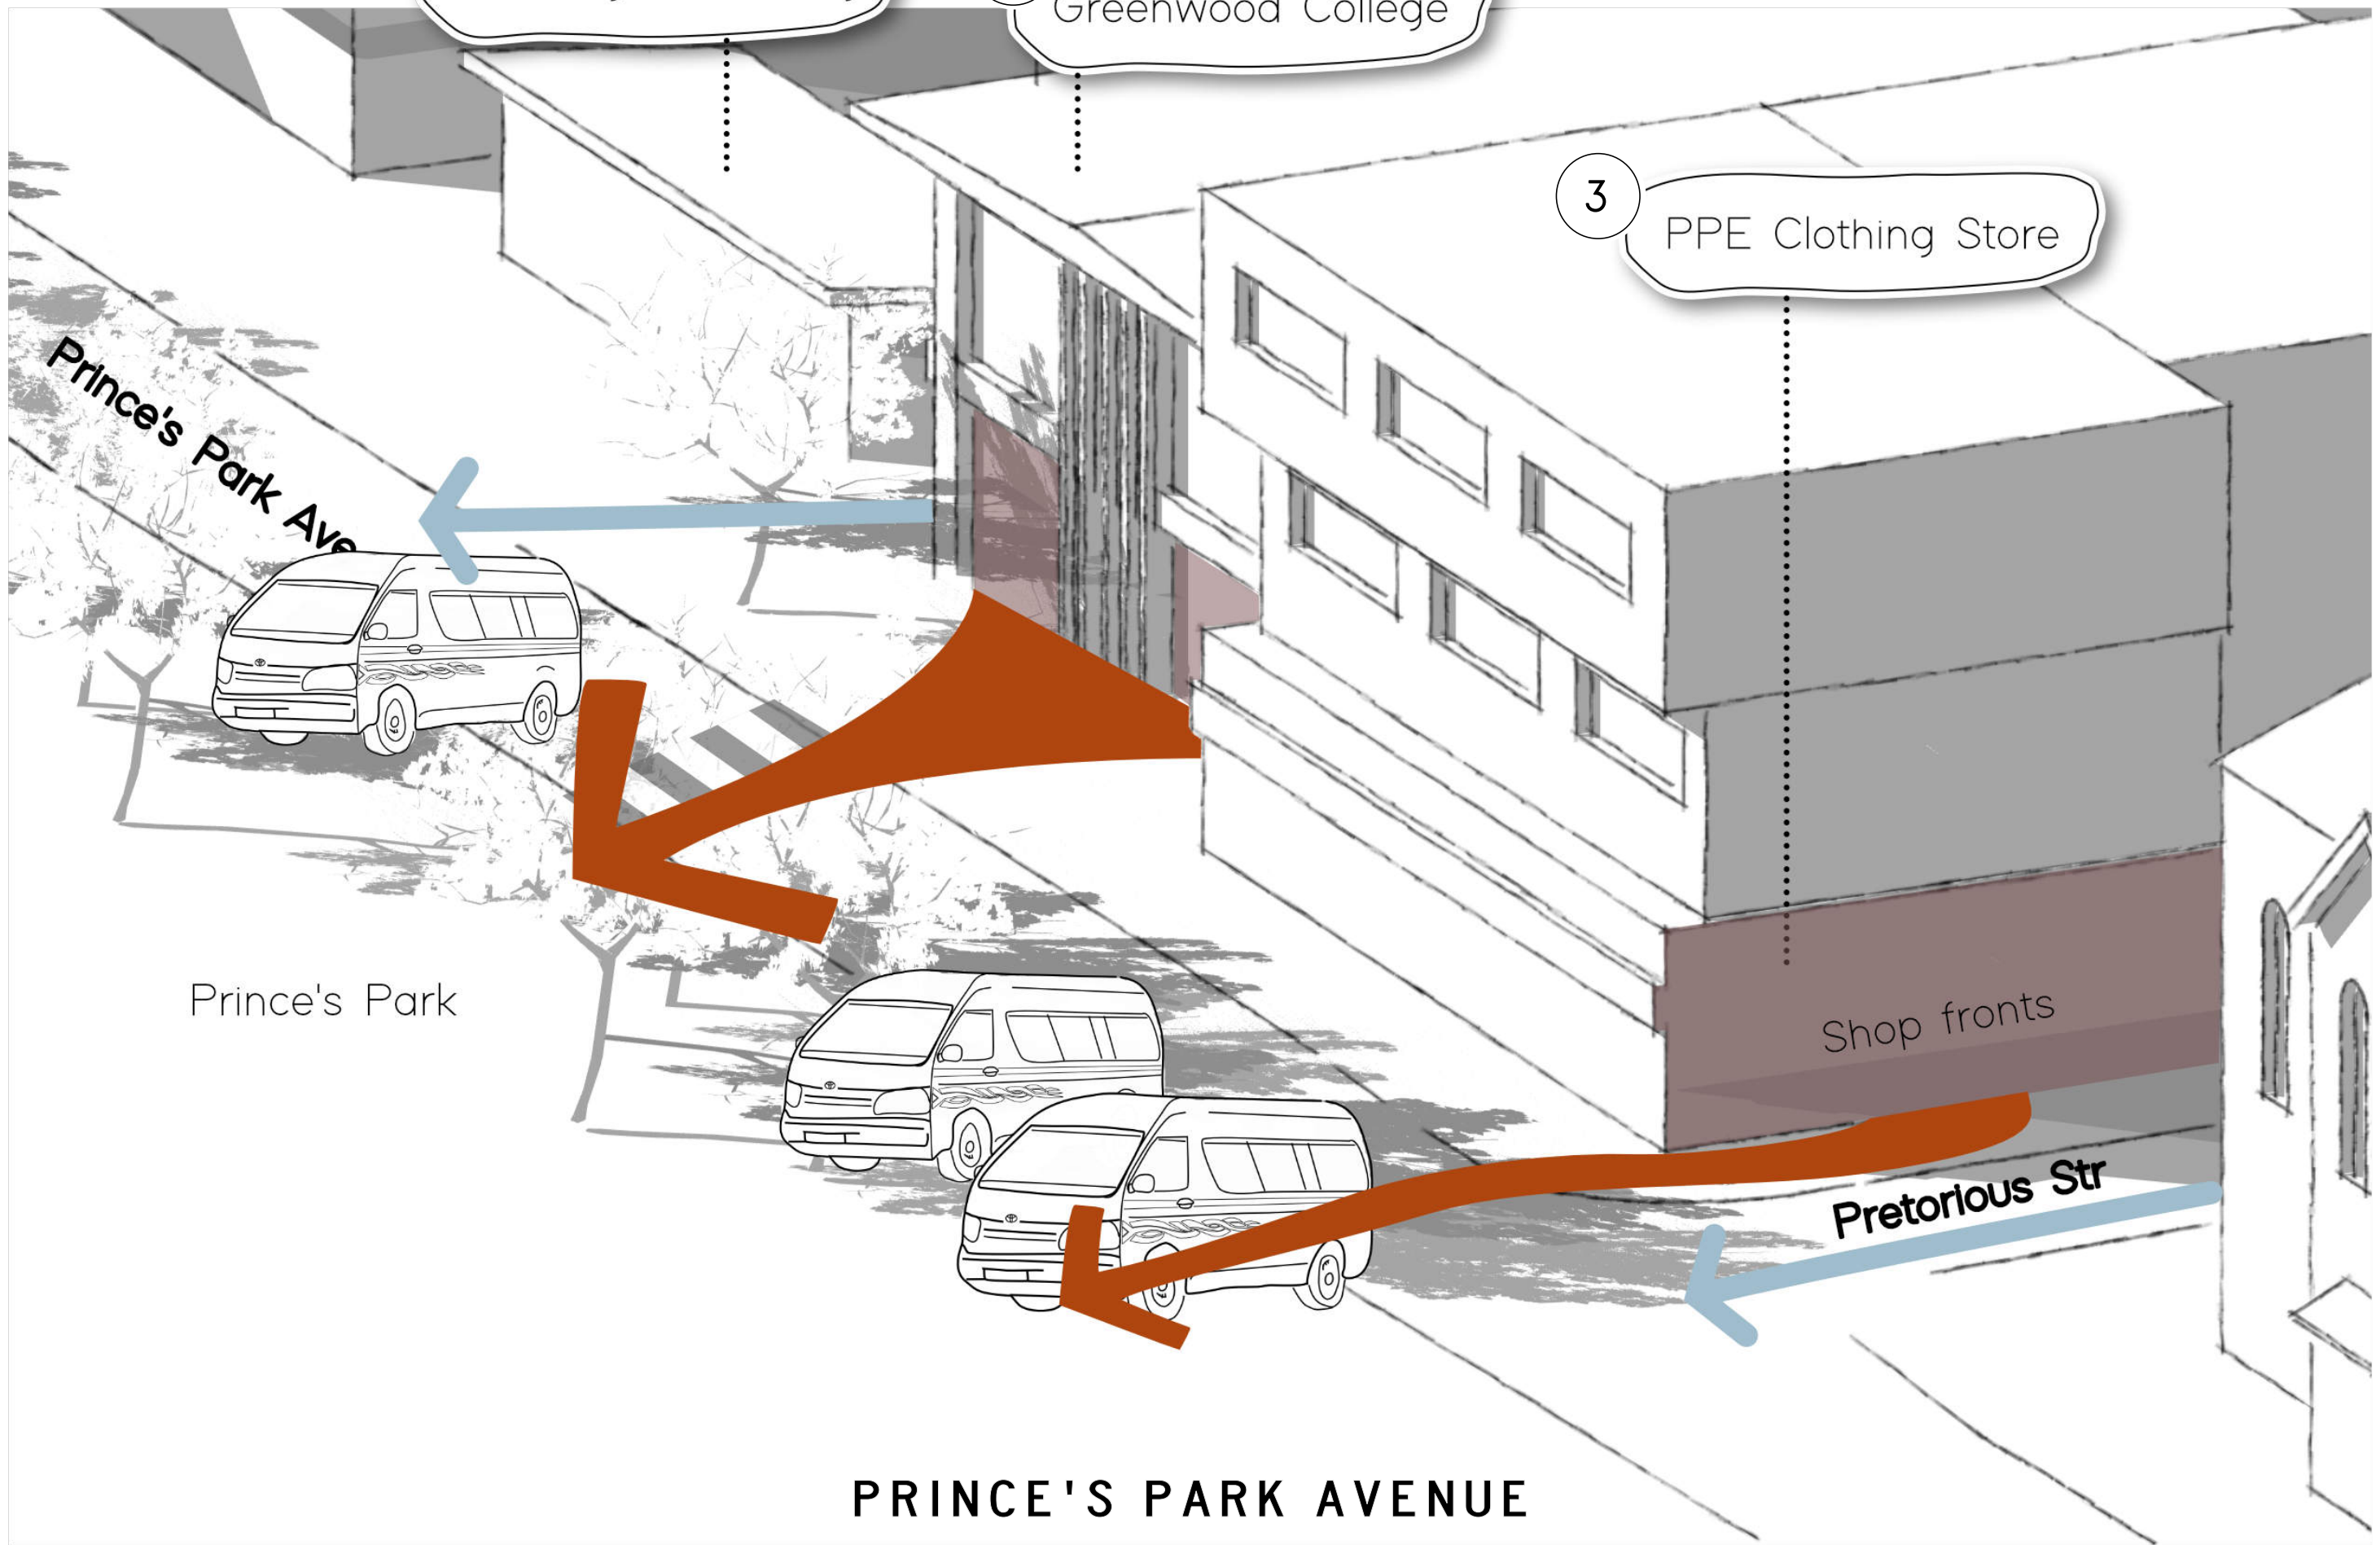 Greenwood College
3
PPE Clothing Store
Prince's Park Ave
Prince's Park
Shop fronts
Pretorious Str
PRINCE'S PARK AVENUE